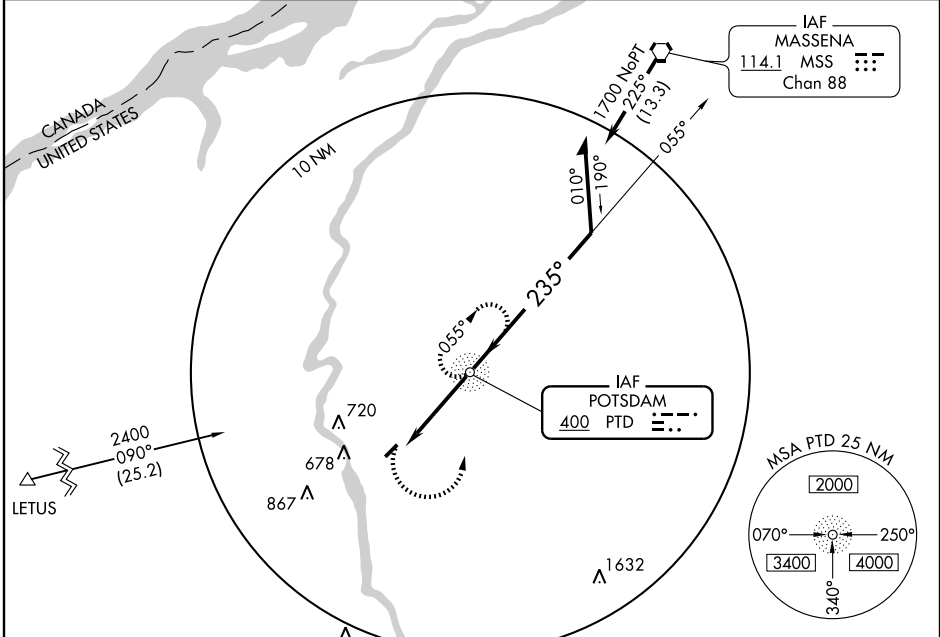 IAF
MASSENA
114.1 MSS
Chan 88
1700 NoPT
225°
(13.3)
055°
CANADA
UNITED STATES
10 NM
010°
190°
235°
055°
IAF
POTSDAM
400 PTD
720
678
867
2400
090°
(25.2)
LETUS
1632
MSA PTD 25 NM
2000
070°
250°
3400
4000
340°